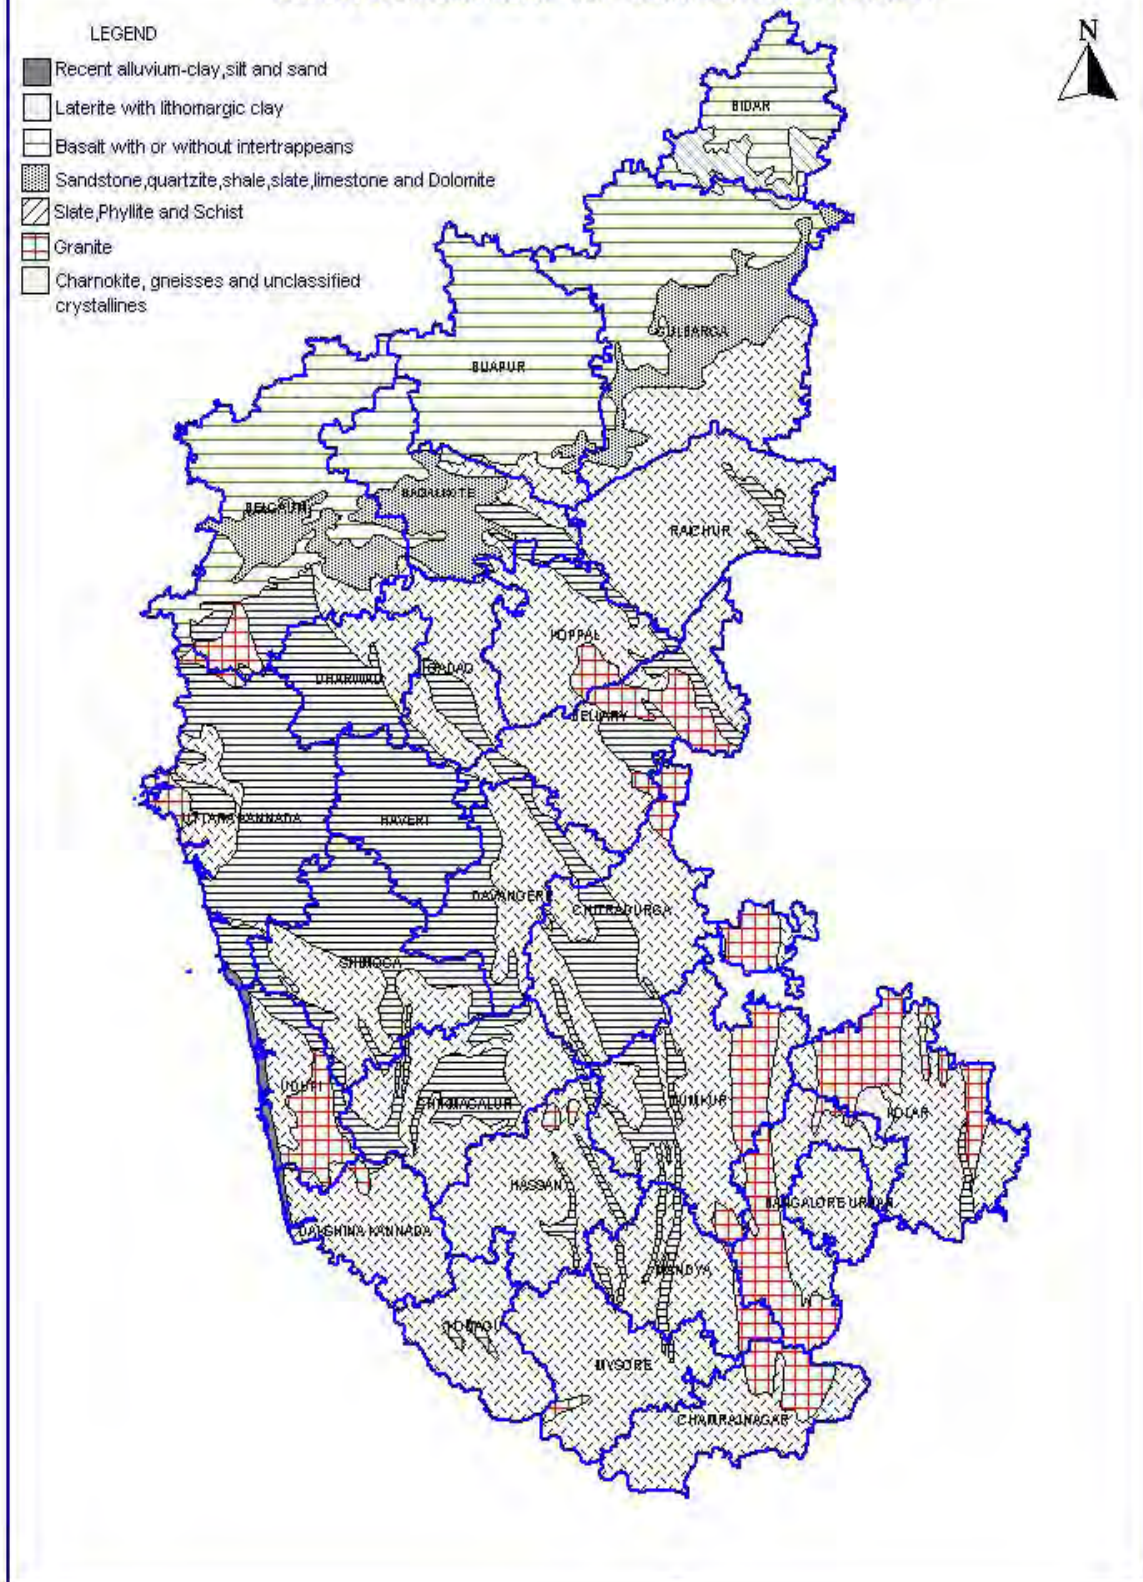 LEGEND
N
Recent alluvium-clay,silt and sand
Laterite with lithomargic clay
Basalt with or without intertrappeans
Sandstone,quartzite,shale,slate,limestone and Dolomite
Slate,Phyllite and Schist
Granite
Charnokite, gneisses and unclassified
crystallines
BIDAR
GULBARGA
BIJAPUR
BAGALKOTE
BELGAUM
RAICHUR
KOPPAL
GADAG
DHARWAD
BELLARY
UTTARA KANNADA
HAVERI
DAVANGERE
CHITRADURGA
SHIMOGA
UDUPI
CHIKMAGALUR
TUMKUR
KOLAR
HASSAN
BANGALORE URBAN
DAKSHINA KANNADA
MANDYA
KODAGU
MYSORE
CHAMRAJNAGAR